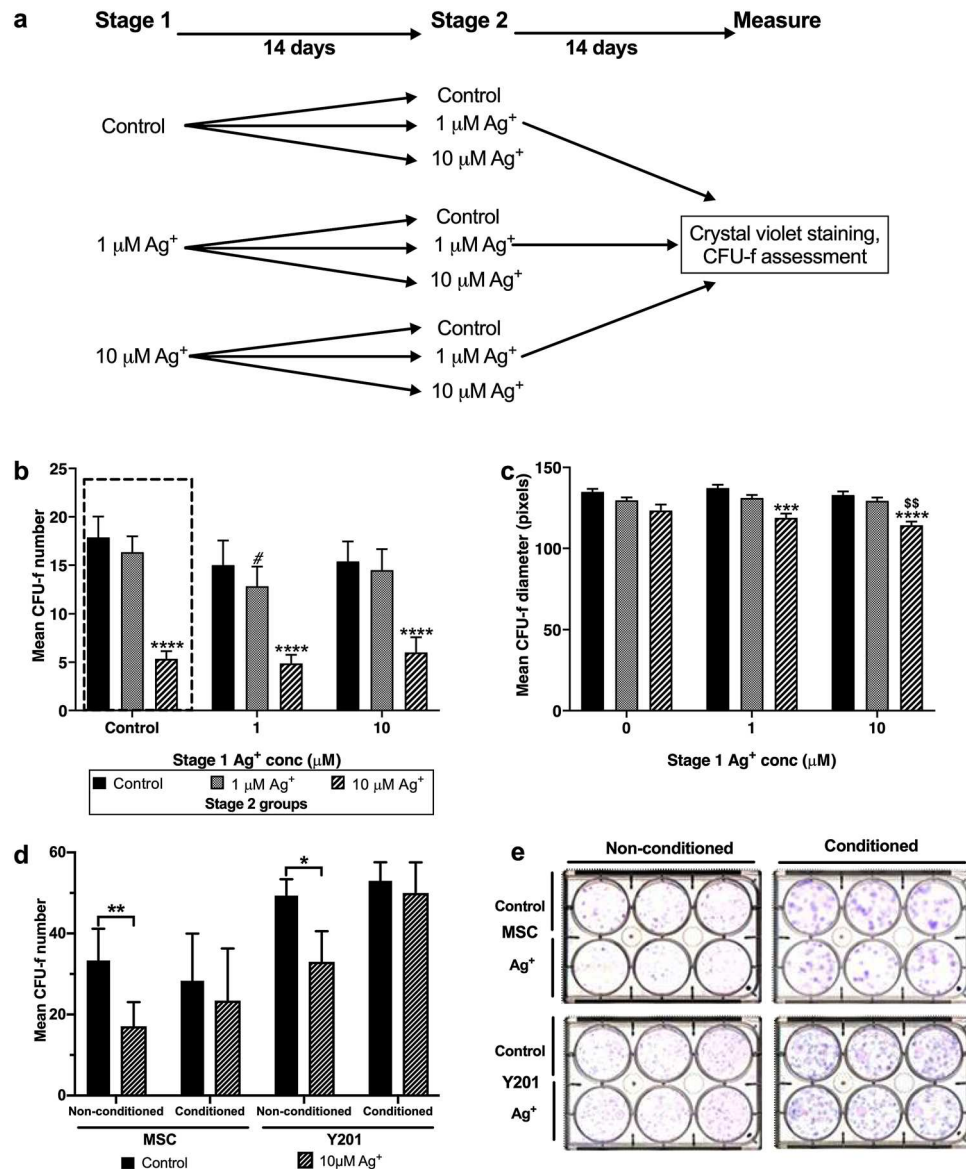 a
Stage 1
14 days
Stage 2
14 days
Measure
Control
Control
1 μM Ag⁺
10 μM Ag⁺
1 μM Ag⁺
Control
1 μM Ag⁺
10 μM Ag⁺
10 μM Ag⁺
Control
1 μM Ag⁺
10 μM Ag⁺
Crystal violet staining,
CFU-f assessment
b
Mean CFU-f number
25
20
15
10
5
0
****
#
****
****
Control
1
10
Stage 1 Ag⁺ conc (μM)
Control
1 μM Ag⁺
10 μM Ag⁺
Stage 2 groups
c
Mean CFU-f diameter (pixels)
150
100
50
0
***
$$
****
0
1
10
Stage 1 Ag⁺ conc (μM)
d
Mean CFU-f number
60
40
20
0
**
*
Non-conditioned
Conditioned
Non-conditioned
Conditioned
MSC
Y201
Control
10μM Ag⁺
e
Non-conditioned
Conditioned
Control
MSC
Ag⁺
Control
Y201
Ag⁺